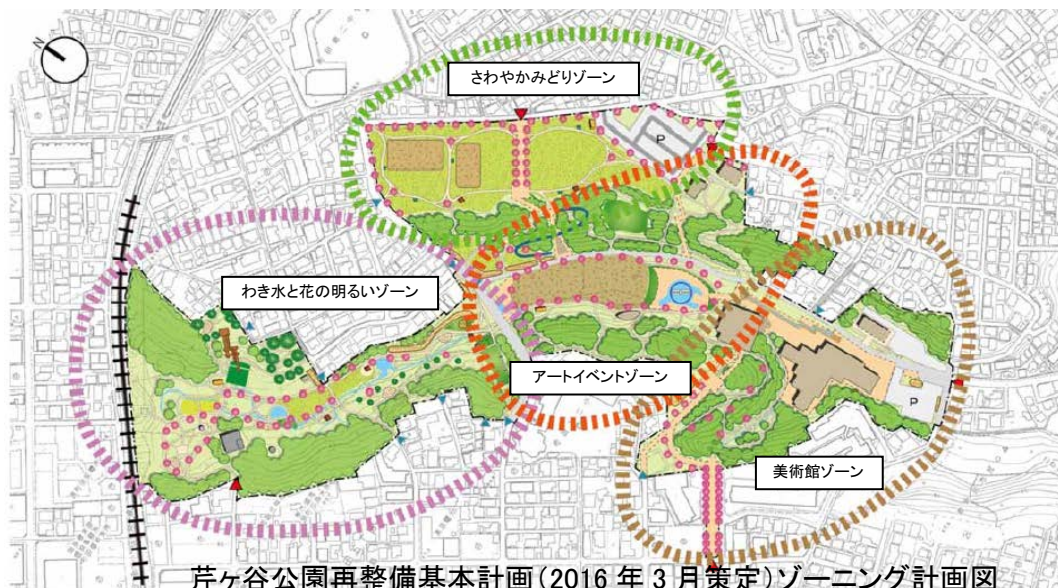 N
さわやかみどりゾーン
P
わき水と花の明るいゾーン
アートイベントゾーン
P
美術館ゾーン
芹ヶ谷公園再整備基本計画(2016年3月策定)ゾーニング計画図